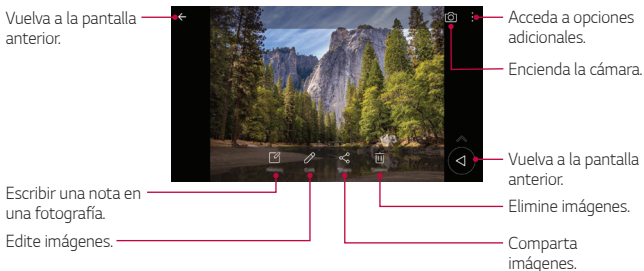 Vuelva a la pantalla
anterior.
Acceda a opciones
adicionales.
Encienda la cámara.
Vuelva a la pantalla
anterior.
Escribir una nota en
una fotografía.
Elimine imágenes.
Edite imágenes.
Comparta
imágenes.